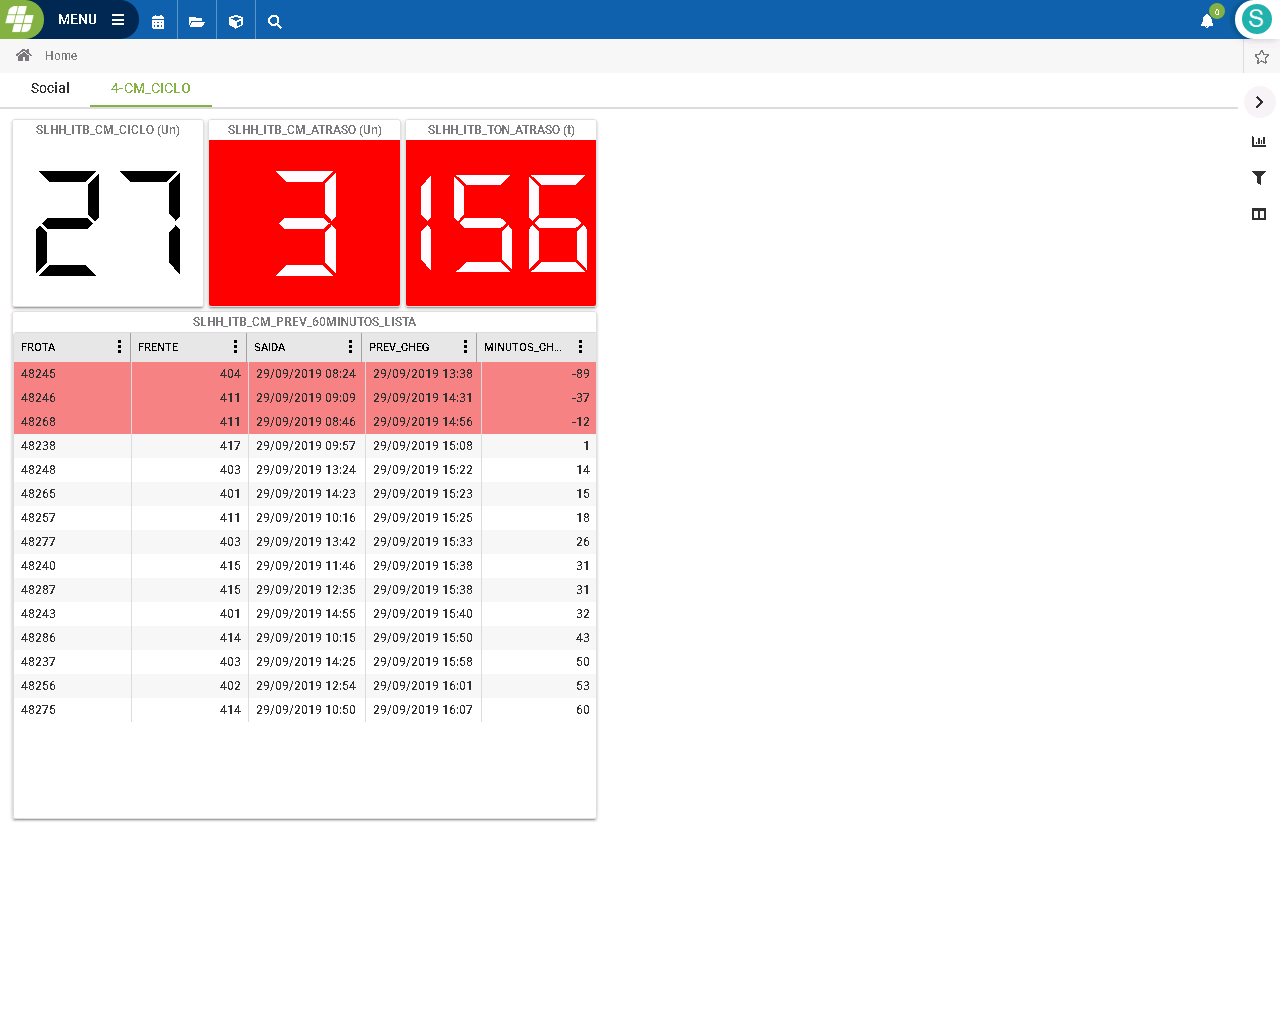 MENU
0
S
Home
Social 4-CM_CICLO
SLHH_ITB_CM_CICLO (Un) SLHH_ITB_CM_ATRASO (Un) SLHH_ITB_TON_ATRASO (t)
27 3 156
SLHH_ITB_CM_PREV_60MINUTOS_LISTA
FROTA FRENTE SAIDA PREV_CHEG MINUTOS_CH...
48245 404 29/09/2019 08:24 29/09/2019 13:38 -89
48246 411 29/09/2019 09:09 29/09/2019 14:31 -37
48268 411 29/09/2019 08:46 29/09/2019 14:56 -12
48238 417 29/09/2019 09:57 29/09/2019 15:08 1
48248 403 29/09/2019 13:24 29/09/2019 15:22 14
48265 401 29/09/2019 14:23 29/09/2019 15:23 15
48257 411 29/09/2019 10:16 29/09/2019 15:25 18
48277 403 29/09/2019 13:42 29/09/2019 15:33 26
48240 415 29/09/2019 11:46 29/09/2019 15:38 31
48287 415 29/09/2019 12:35 29/09/2019 15:38 31
48243 401 29/09/2019 14:55 29/09/2019 15:40 32
48286 414 29/09/2019 10:15 29/09/2019 15:50 43
48237 403 29/09/2019 14:25 29/09/2019 15:58 50
48256 402 29/09/2019 12:54 29/09/2019 16:01 53
48275 414 29/09/2019 10:50 29/09/2019 16:07 60